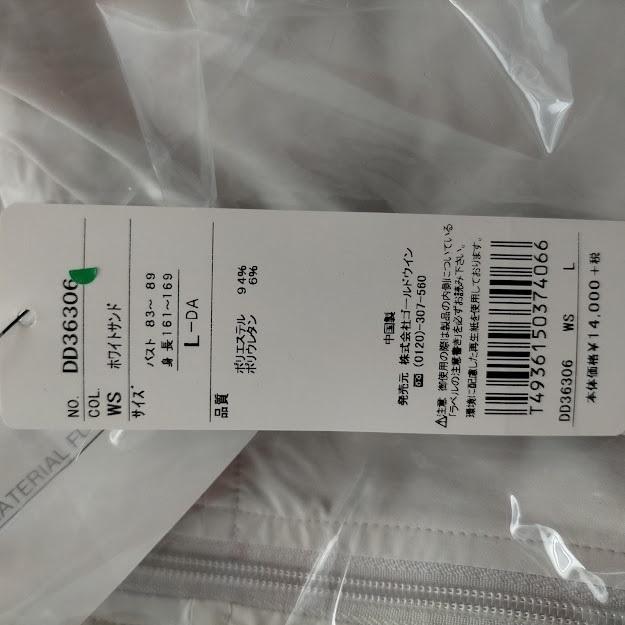 NO. DD36306
COL.
WS ホワイトサンド
サイズ
バスト 83～ 89
身長 161～169
L-DA
品質
ポリエステル 94%
ポリウレタン 6%
中国製
発売元 株式会社ゴールドウイン
(0120)-307-560
⚠注意 御使用の際は製品の内側についている
「ラベルの注意書き」を必ずお読み下さい。
環境に配慮した再生紙を使用しております。
T4936150374066
DD36306 WS L
本体価格¥14,000+税
MATERIAL